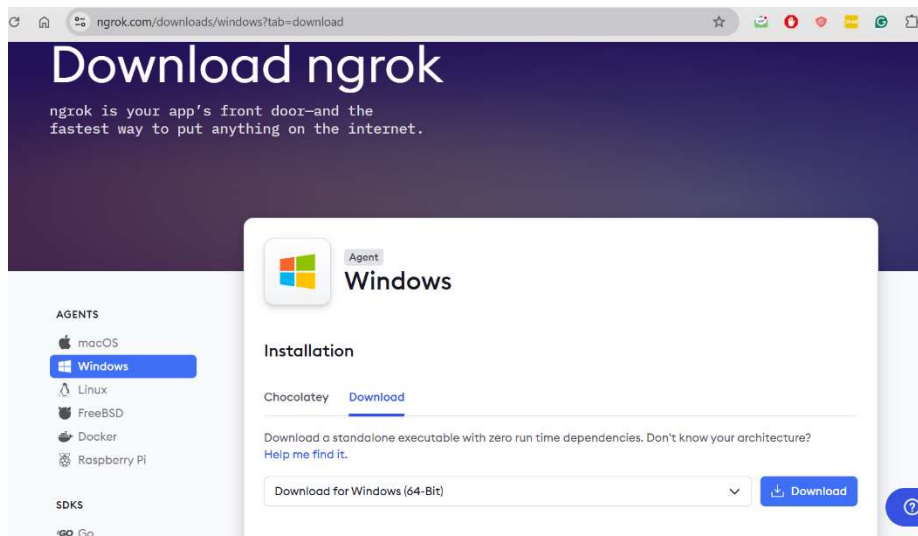 ngrok.com/downloads/windows?tab=download
Download ngrok
ngrok is your app's front door—and the
fastest way to put anything on the internet.
Agent
Windows
AGENTS
macOS
Windows
Linux
FreeBSD
Docker
Raspberry Pi
SDKS
GO Go
Installation
Chocolatey Download
Download a standalone executable with zero run time dependencies. Don't know your architecture?
Help me find it.
Download for Windows (64-Bit) Download